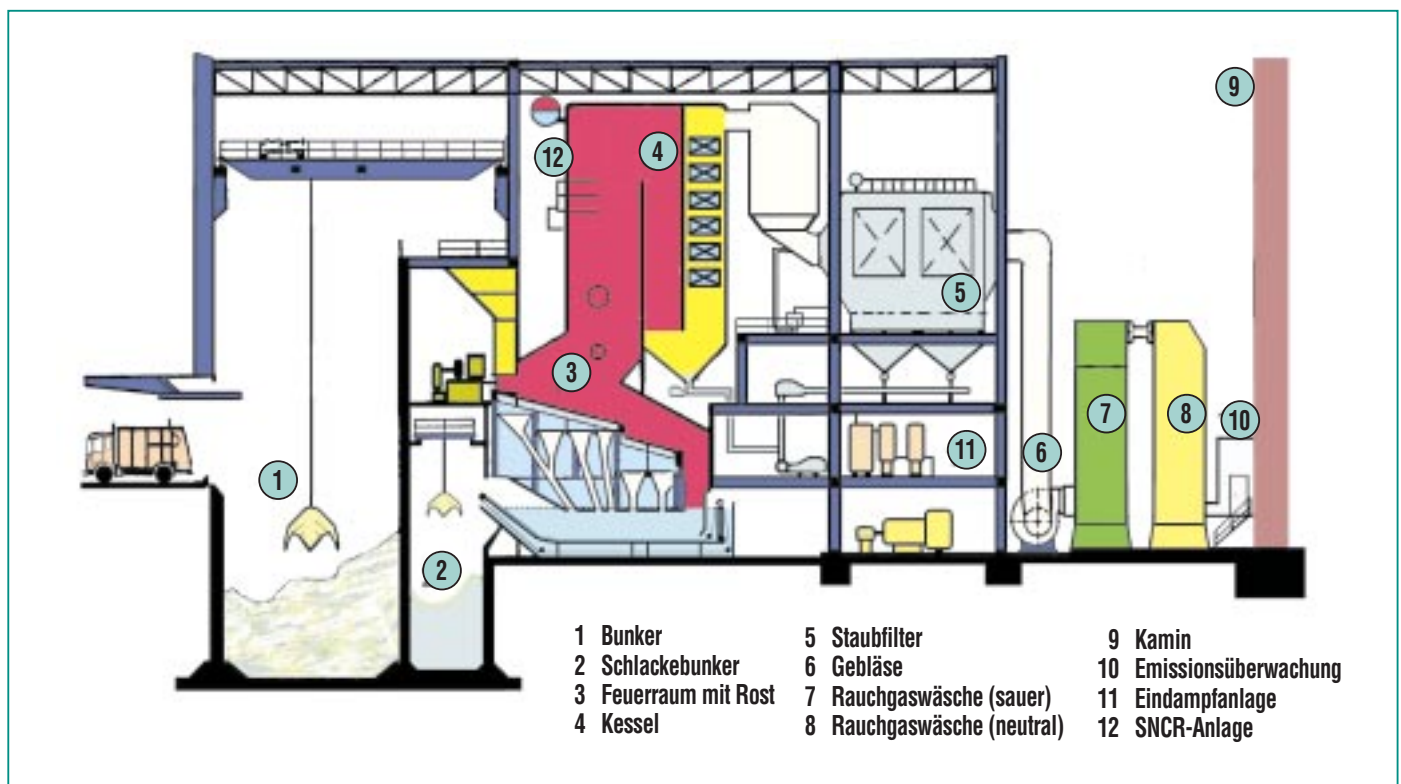 9
12
4
5
3
7
8
10
11
6
1
2
1 Bunker
2 Schlackebunker
3 Feuerraum mit Rost
4 Kessel
5 Staubfilter
6 Gebläse
7 Rauchgaswäsche (sauer)
8 Rauchgaswäsche (neutral)
9 Kamin
10 Emissionsüberwachung
11 Eindampfanlage
12 SNCR-Anlage